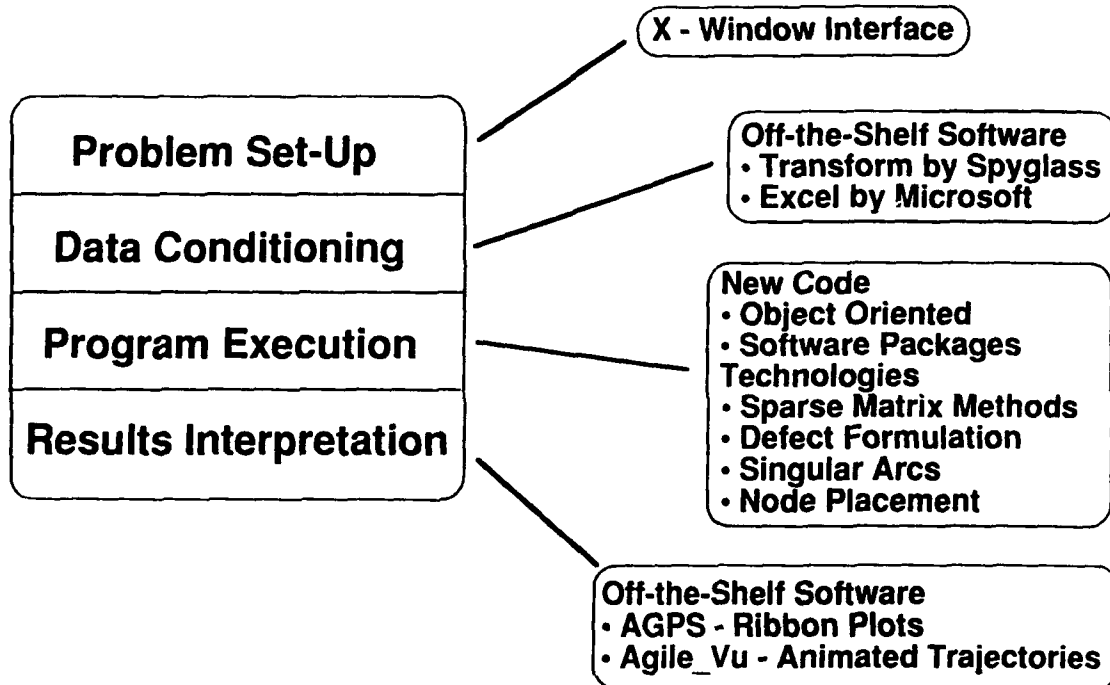 X - Window Interface
Problem Set-Up
Data Conditioning
Program Execution
Results Interpretation
Off-the-Shelf Software
• Transform by Spyglass
• Excel by Microsoft
New Code
• Object Oriented
• Software Packages
Technologies
• Sparse Matrix Methods
• Defect Formulation
• Singular Arcs
• Node Placement
Off-the-Shelf Software
• AGPS - Ribbon Plots
• Agile_Vu - Animated Trajectories